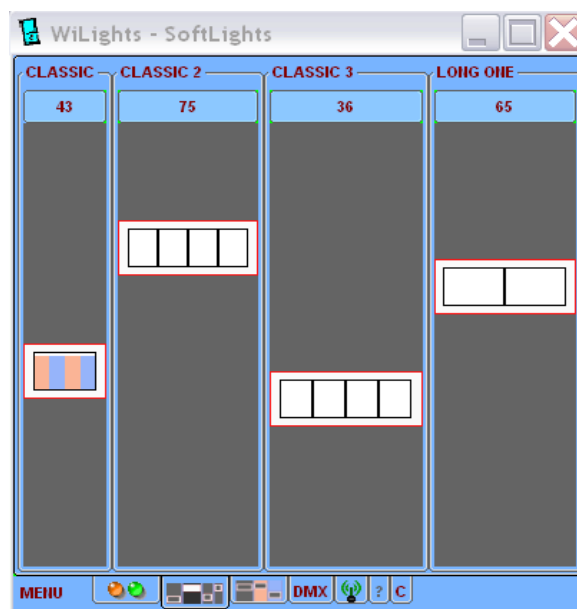 WiLights - SoftLights
CLASSIC CLASSIC 2 CLASSIC 3 LONG ONE
43 75 36 65
MENU DMX ? C